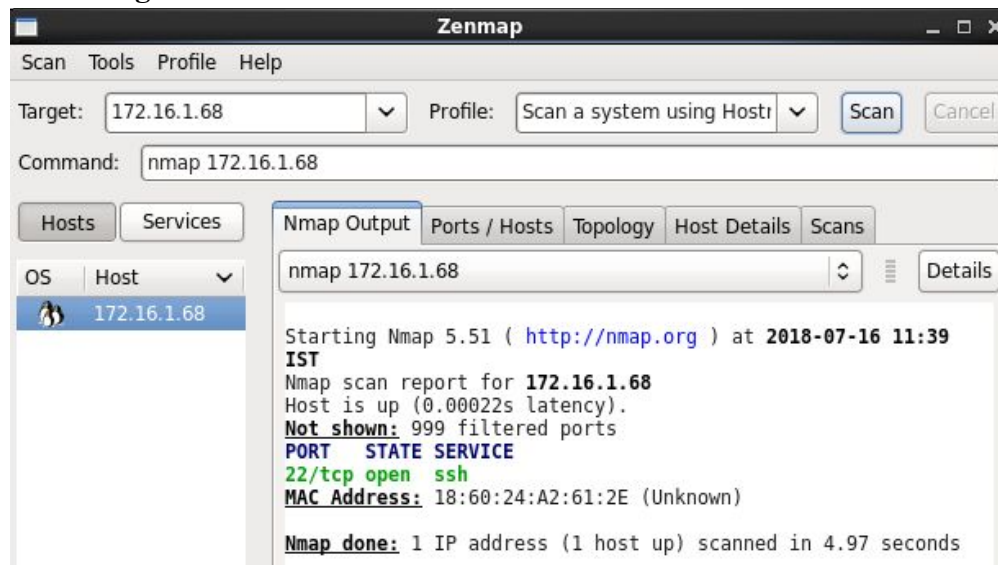 Zenmap
Scan Tools Profile Help
Target: 172.16.1.68 Profile: Scan a system using Hostr Scan Cancel
Command: nmap 172.16.1.68
Hosts Services Nmap Output Ports / Hosts Topology Host Details Scans
nmap 172.16.1.68 Details
OS Host
172.16.1.68
Starting Nmap 5.51 ( http://nmap.org ) at 2018-07-16 11:39
IST
Nmap scan report for 172.16.1.68
Host is up (0.00022s latency).
Not shown: 999 filtered ports
PORT STATE SERVICE
22/tcp open ssh
MAC Address: 18:60:24:A2:61:2E (Unknown)
Nmap done: 1 IP address (1 host up) scanned in 4.97 seconds